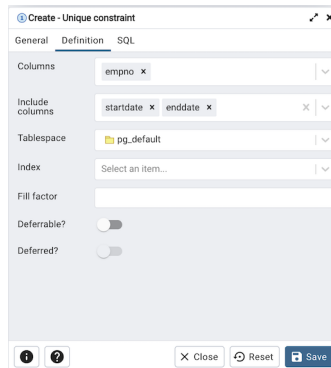 Create - Unique constraint
General Definition SQL
Columns
empno
Include
columns
startdate enddate
Tablespace
pg_default
Index
Select an item...
Fill factor
Deferrable?
Deferred?
Close Reset Save